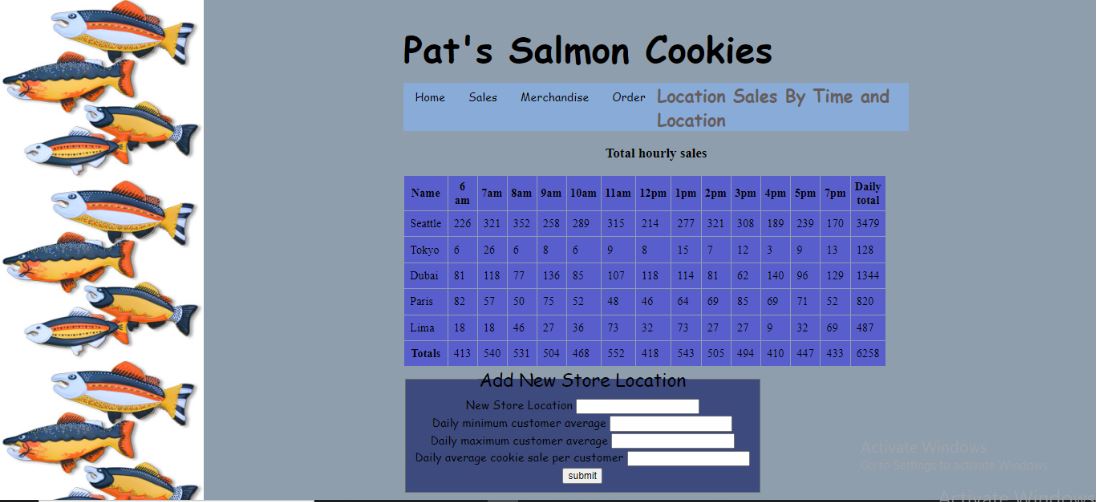 Pat's Salmon Cookies
Home Sales Merchandise Order Location Sales By Time and
Location
Total hourly sales
Name 6 am 7am 8am 9am 10am 11am 12pm 1pm 2pm 3pm 4pm 5pm 7pm Daily total
Seattle 226 321 352 258 289 315 214 277 321 308 189 239 170 3479
Tokyo 6 26 6 8 6 9 8 15 7 12 3 9 13 128
Dubai 81 118 77 136 85 107 118 114 81 62 140 96 129 1344
Paris 82 57 50 75 52 48 46 64 69 85 69 71 52 820
Lima 18 18 46 27 36 73 32 73 27 27 9 32 69 487
Totals 413 540 531 504 468 552 418 543 505 494 410 447 433 6258
Add New Store Location
New Store Location
Daily minimum customer average
Daily maximum customer average
Daily average cookie sale per customer
submit
Activate Windows
Go to Settings to activate Windows.
Activate Windows